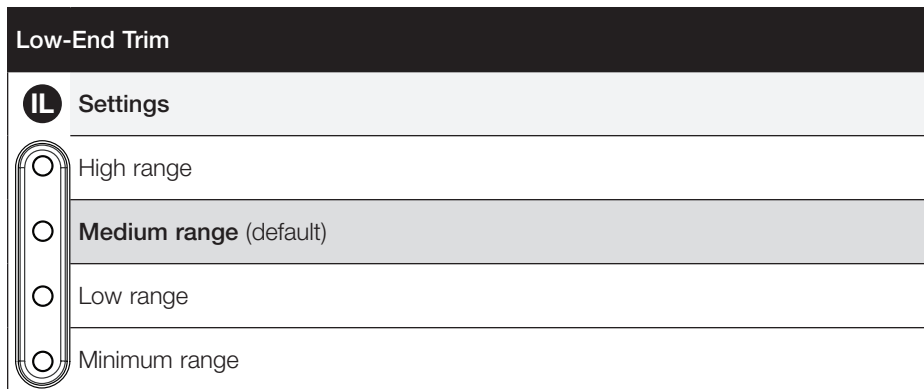 Low-End Trim
IL Settings
High range
Medium range (default)
Low range
Minimum range